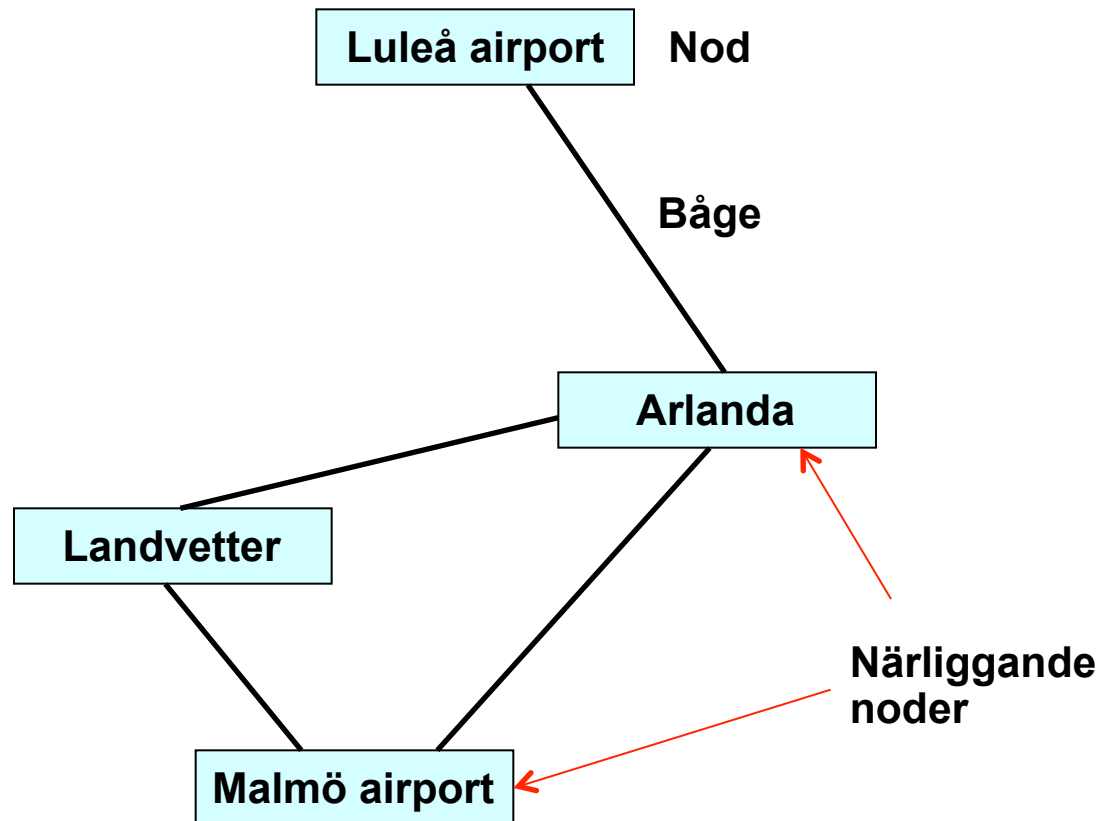 Luleå airport
Nod
Båge
Arlanda
Landvetter
Närliggande
noder
Malmö airport